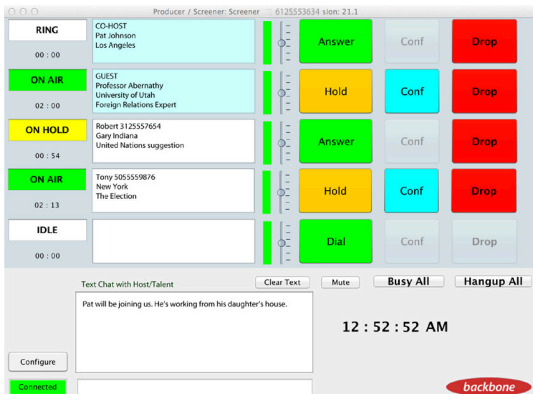 Producer / Screener: Screener 6125553634 sion: 21.1
RING
00 : 00
CO-HOST
Pat Johnson
Los Angeles
Answer
Conf
Drop
ON AIR
02 : 00
GUEST
Professor Abernathy
University of Utah
Foreign Relations Expert
Hold
Conf
Drop
ON HOLD
00 : 54
Robert 3125557654
Gary Indiana
United Nations suggestion
Answer
Conf
Drop
ON AIR
02 : 13
Tony 5055559876
New York
The Election
Hold
Conf
Drop
IDLE
00 : 00
Dial
Conf
Drop
Text Chat with Host/Talent
Clear Text
Mute
Busy All
Hangup All
Pat will be joining us. He's working from his daughter's house.
12 : 52 : 52 AM
Configure
Connected
backbone